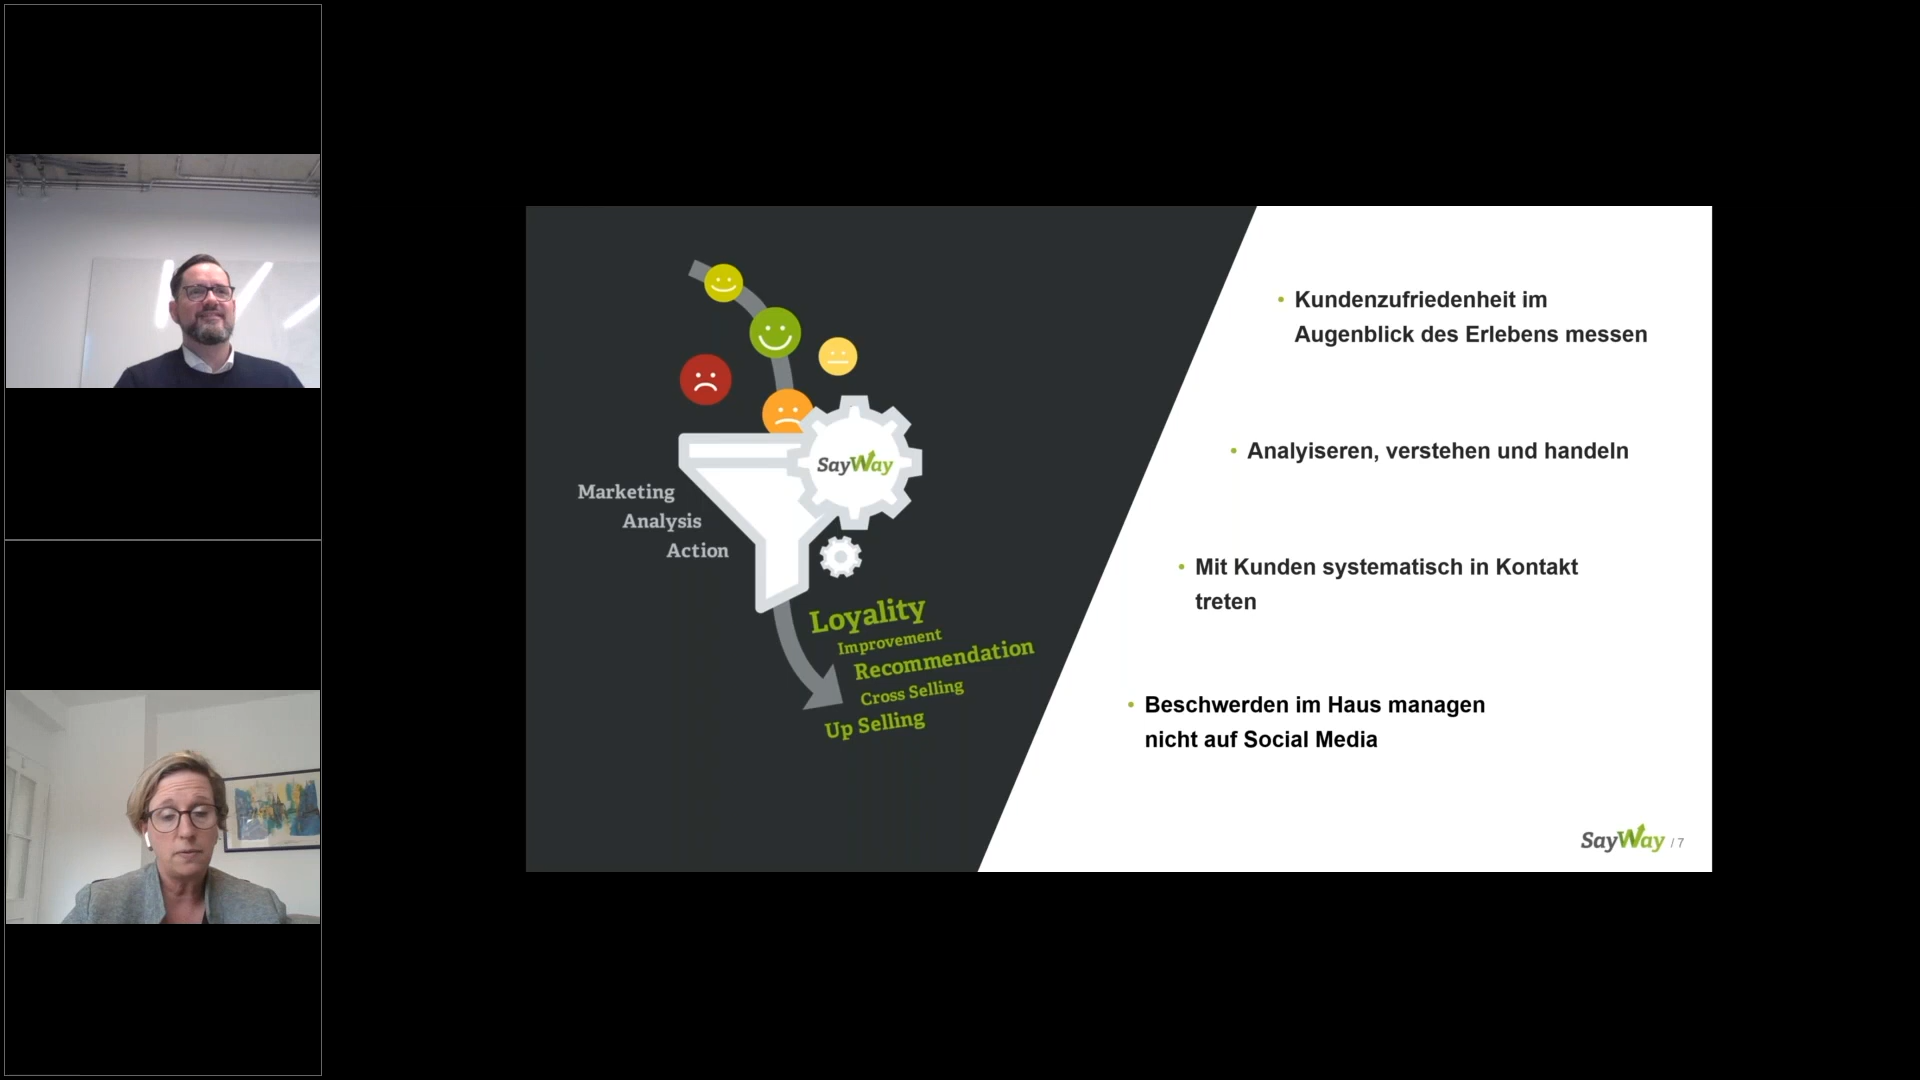 SayWay
Marketing
Analysis
Action
Loyality
Improvement
Recommendation
Cross Selling
Up Selling
• Kundenzufriedenheit im
Augenblick des Erlebens messen
• Analyiseren, verstehen und handeln
• Mit Kunden systematisch in Kontakt
treten
• Beschwerden im Haus managen
nicht auf Social Media
SayWay / 7